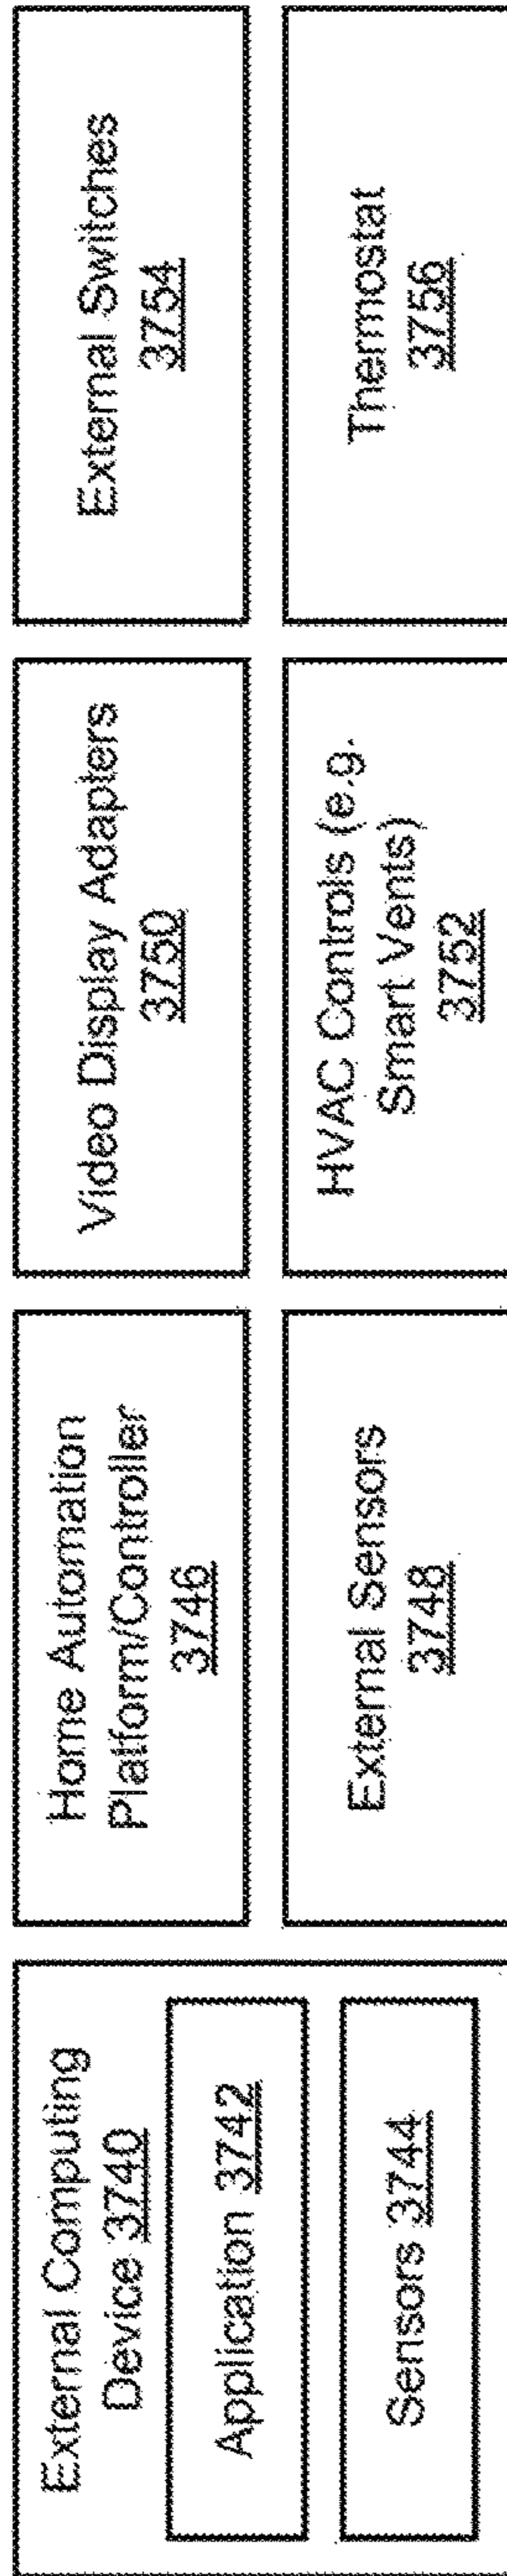 External Computing
Device 3740
Application 3742
Sensors 3744
Home Automation
Platform/Controller
3746
External Sensors
3748
Video Display Adapters
3750
HVAC Controls (e.g.
Smart Vents)
3752
External Switches
3754
Thermostat
3756